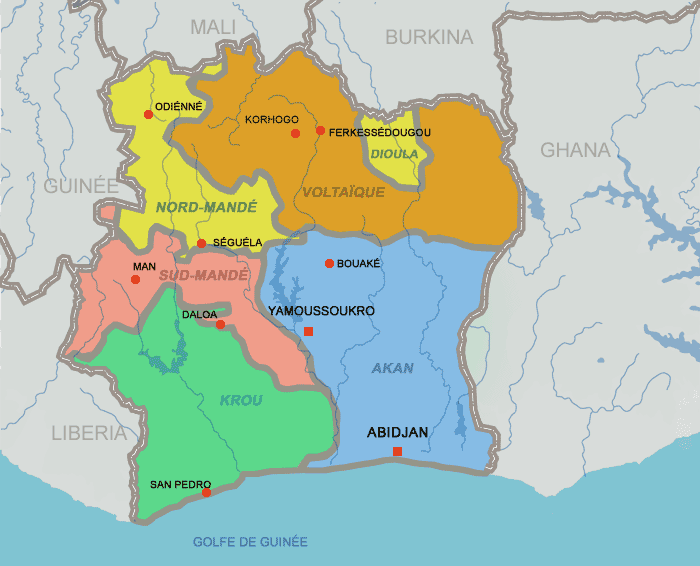 MALI
BURKINA
ODIÉNNÉ
KORHOGO
FERKESSÉDOUGOU
DIOULA
GHANA
GUINÉE
VOLTAÏQUE
NORD-MANDÉ
SÉGUÉLA
MAN
SUD-MANDÉ
BOUAKÉ
DALOA
YAMOUSSOUKRO
AKAN
KROU
LIBERIA
ABIDJAN
SAN PEDRO
GOLFE DE GUINÉE